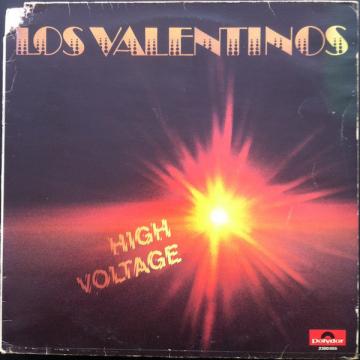 LOS VALENTINOS
HIGH
VOLTAGE
Polydor